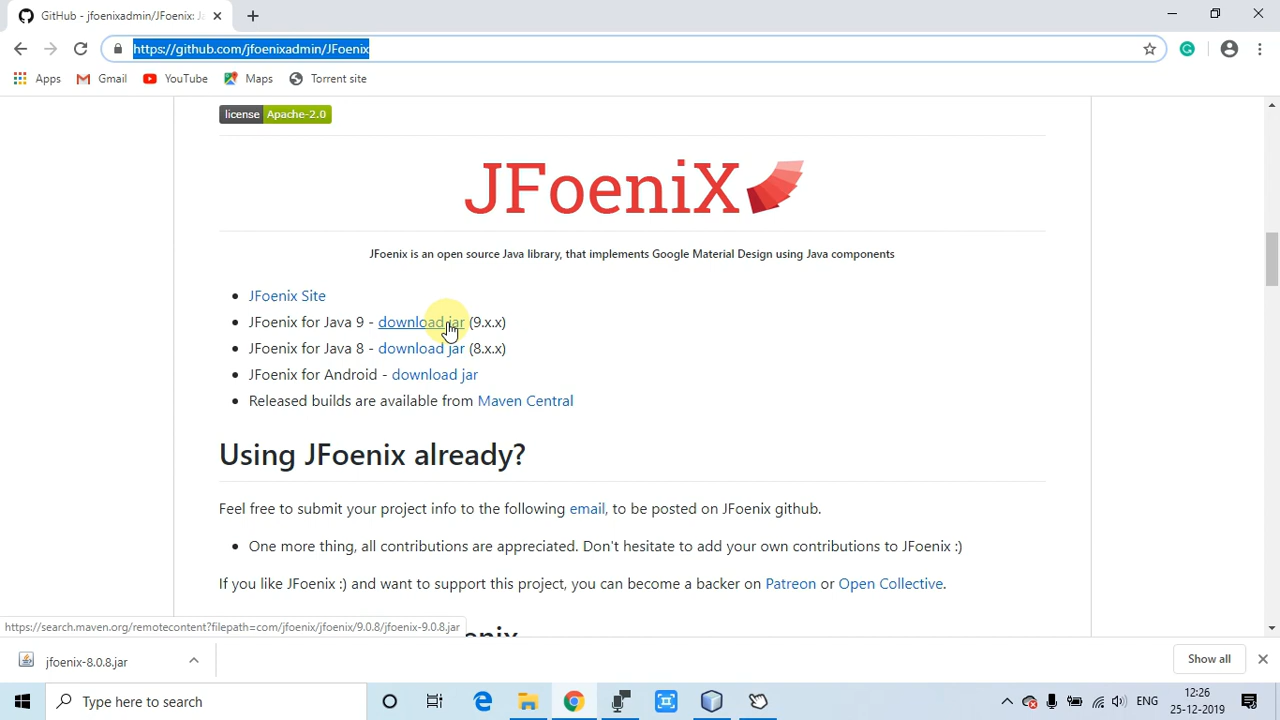 GitHub - jfoenixadmin/JFoenix: Ja
https://github.com/jfoenixadmin/JFoenix
Apps Gmail YouTube Maps Torrent site
license Apache-2.0
JFoeniX
JFoenix is an open source Java library, that implements Google Material Design using Java components
JFoenix Site
JFoenix for Java 9 - download jar (9.x.x)
JFoenix for Java 8 - download jar (8.x.x)
JFoenix for Android - download jar
Released builds are available from Maven Central
Using JFoenix already?
Feel free to submit your project info to the following email, to be posted on JFoenix github.
One more thing, all contributions are appreciated. Don't hesitate to add your own contributions to JFoenix :)
If you like JFoenix :) and want to support this project, you can become a backer on Patreon or Open Collective.
https://search.maven.org/remotecontent?filepath=com/jfoenix/jfoenix/9.0.8/jfoenix-9.0.8.jar
jfoenix-8.0.8.jar
Show all
Type here to search
ENG
12:26
25-12-2019